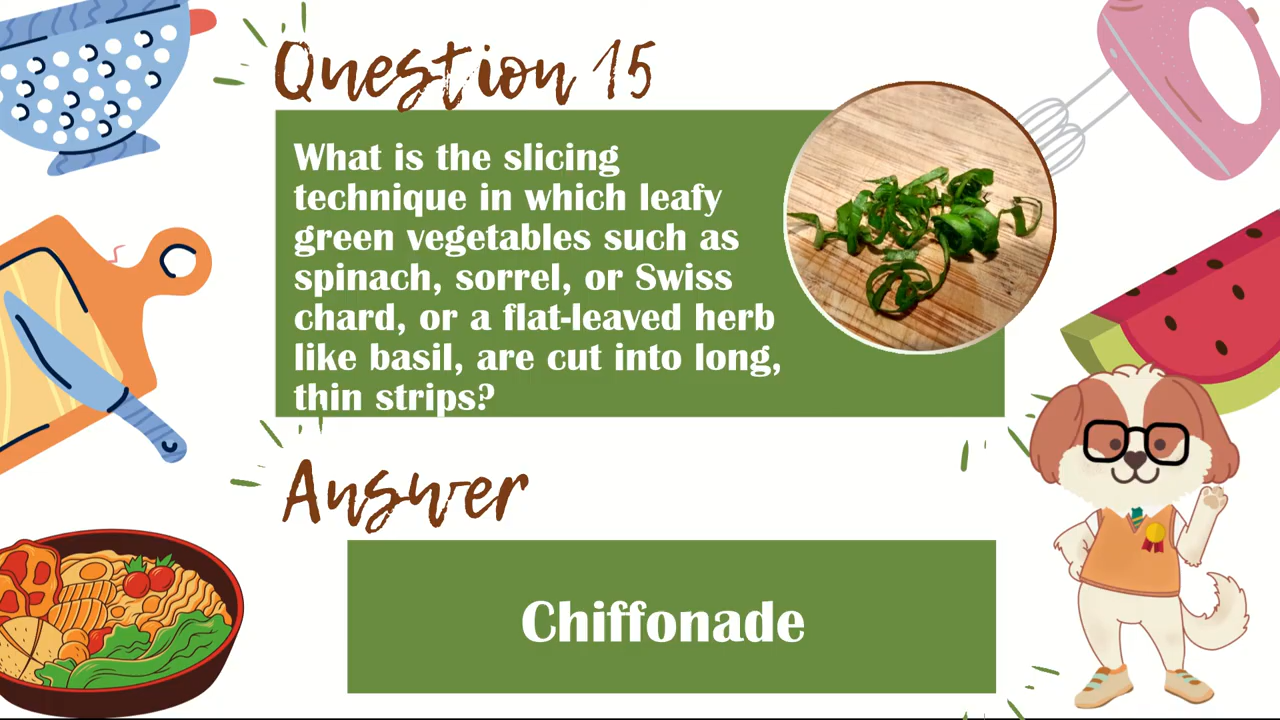 Question 15
What is the slicing
technique in which leafy
green vegetables such as
spinach, sorrel, or Swiss
chard, or a flat-leaved herb
like basil, are cut into long,
thin strips?
Answer
Chiffonade